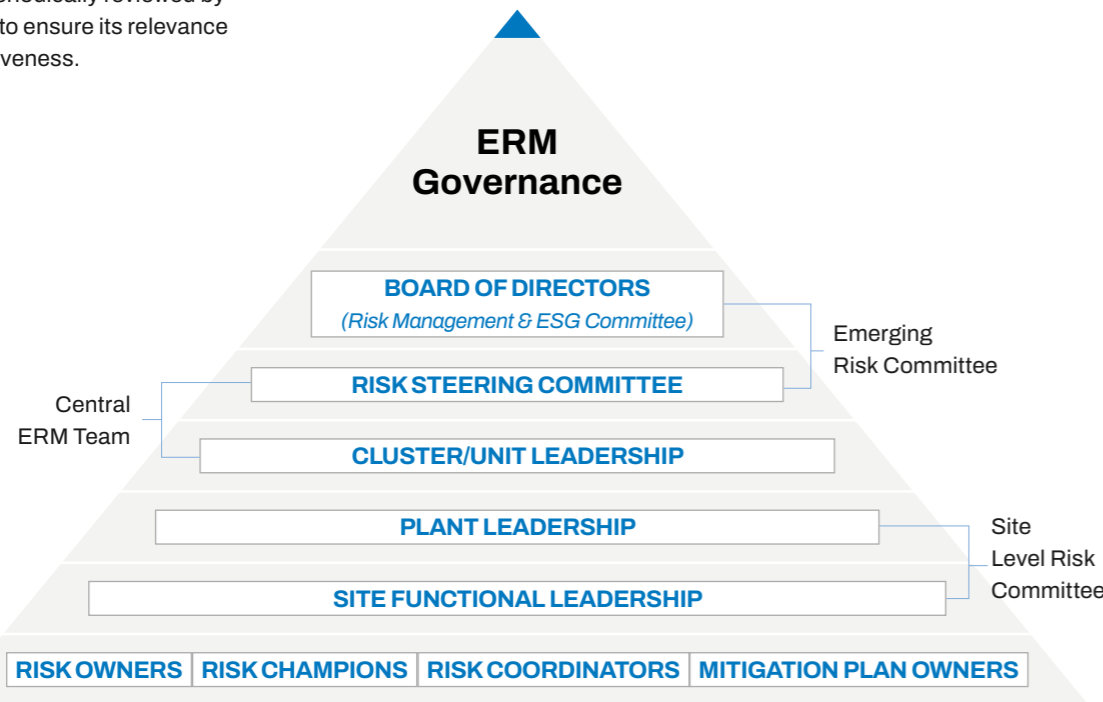 to ensure its relevance
ERM
Governance
BOARD OF DIRECTORS
(Risk Management & ESG Committee)
Emerging
Risk Committee
RISK STEERING COMMITTEE
Central
ERM Team
CLUSTER/UNIT LEADERSHIP
PLANT LEADERSHIP
Site
Level Risk
Committee
SITE FUNCTIONAL LEADERSHIP
RISK OWNERS
RISK CHAMPIONS
RISK COORDINATORS
MITIGATION PLAN OWNERS